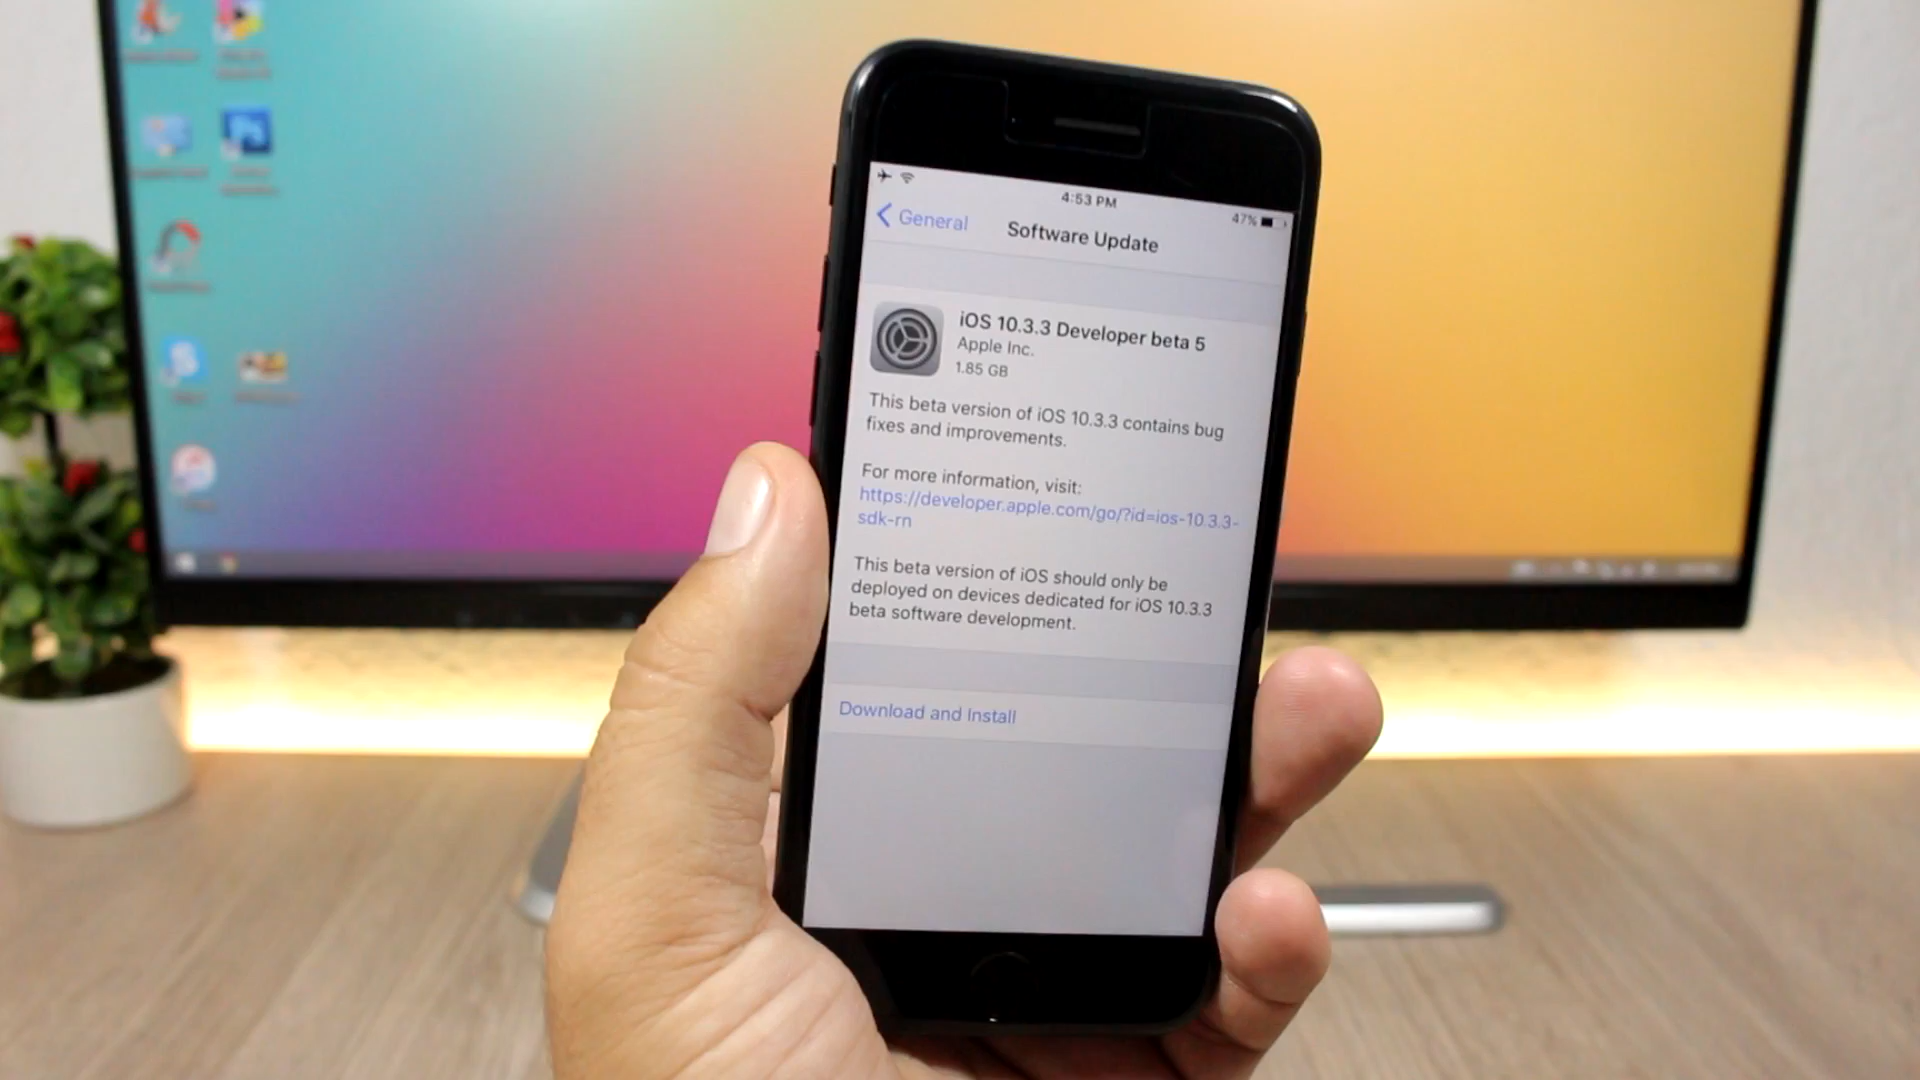 4:53 PM
47%
General
Software Update
iOS 10.3.3 Developer beta 5
Apple Inc.
1.85 GB
This beta version of iOS 10.3.3 contains bug
fixes and improvements.
For more information, visit:
https://developer.apple.com/go/?id=ios-10.3.3-
sdk-rn
This beta version of iOS should only be
deployed on devices dedicated for iOS 10.3.3
beta software development.
Download and Install
Ps